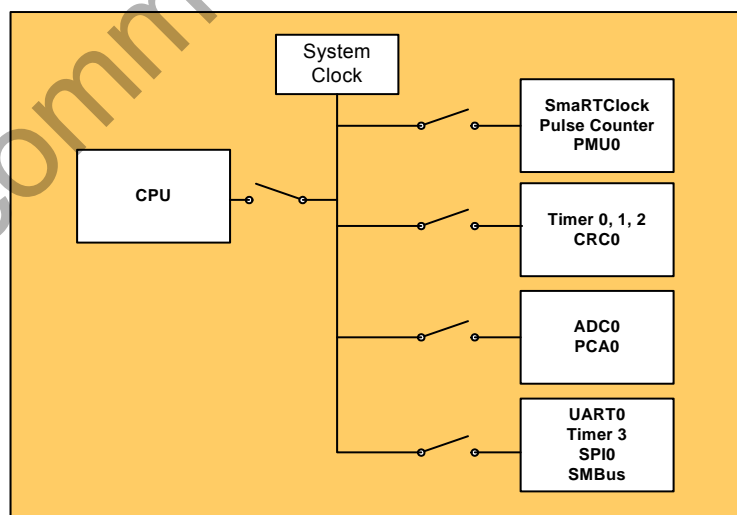 System
Clock
SmaRTClock
Pulse Counter
PMU0
CPU
Timer 0, 1, 2
CRC0
ADC0
PCA0
UART0
Timer 3
SPI0
SMBus